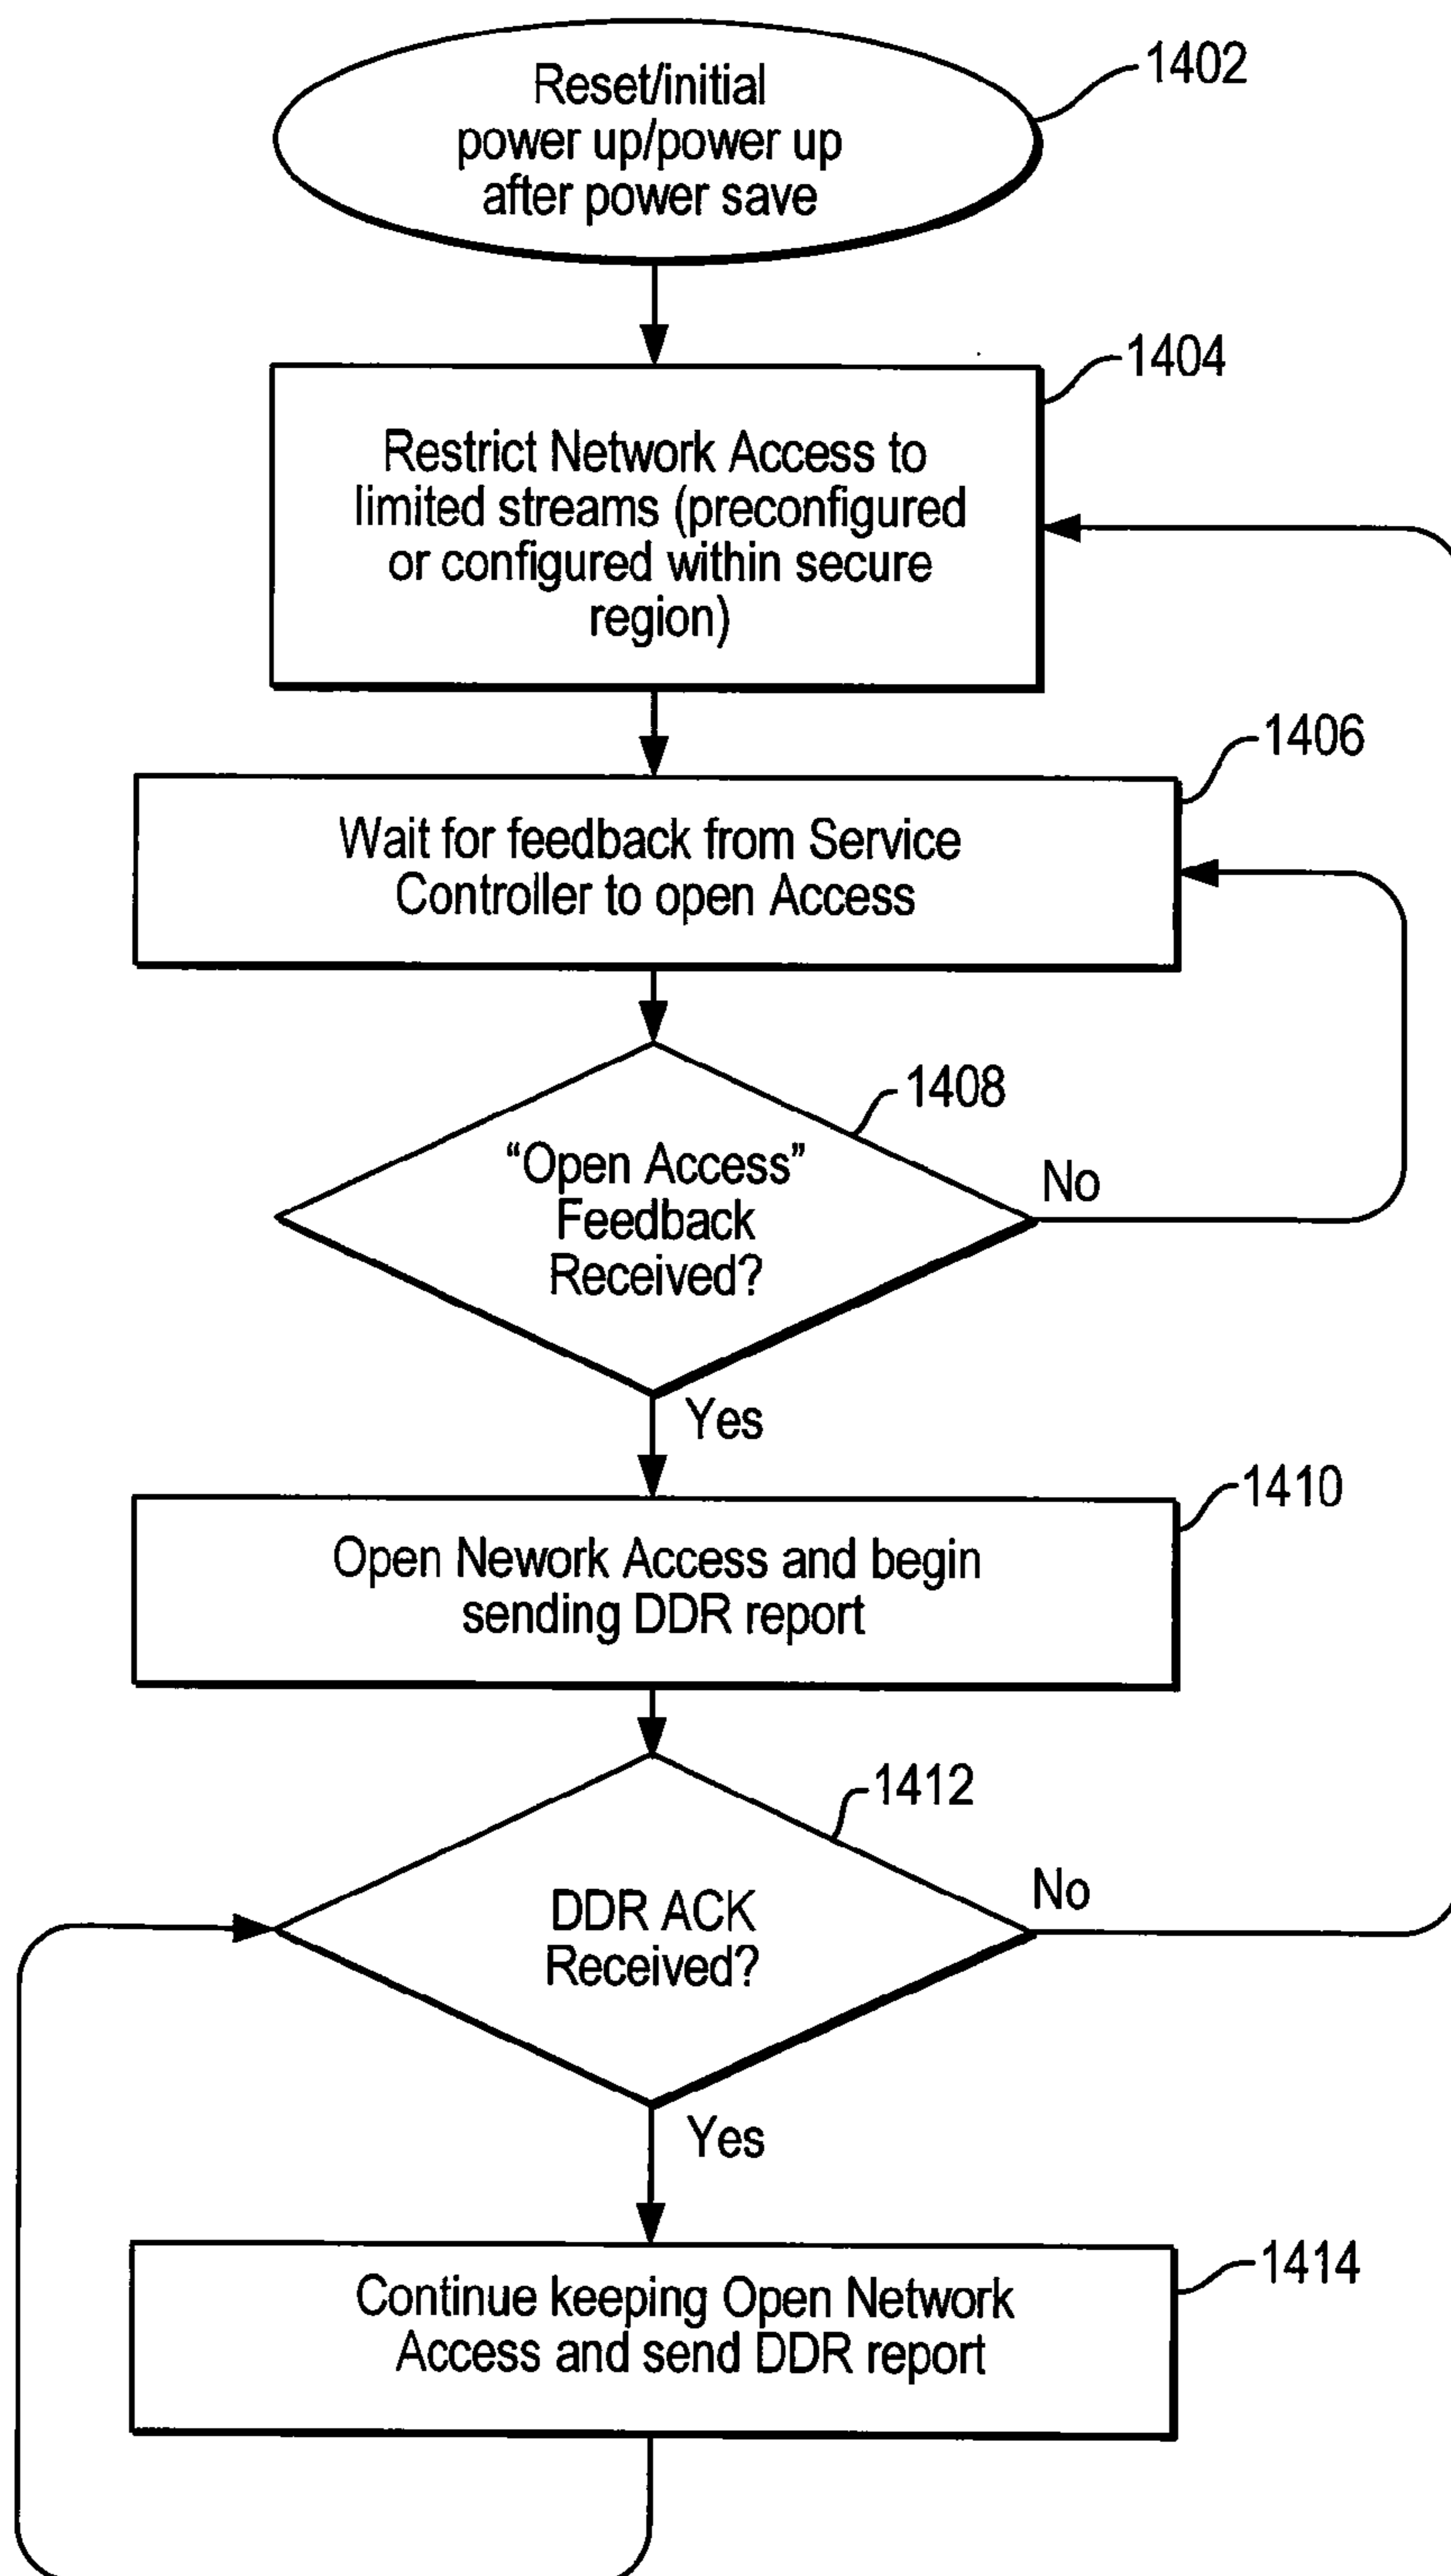 Reset/initial
power up/power up
after power save
1402
Restrict Network Access to
limited streams (preconfigured
or configured within secure
region)
1404
Wait for feedback from Service
Controller to open Access
1406
“Open Access”
Feedback
Received?
1408
No
Yes
Open Nework Access and begin
sending DDR report
1410
DDR ACK
Received?
1412
No
Yes
Continue keeping Open Network
Access and send DDR report
1414